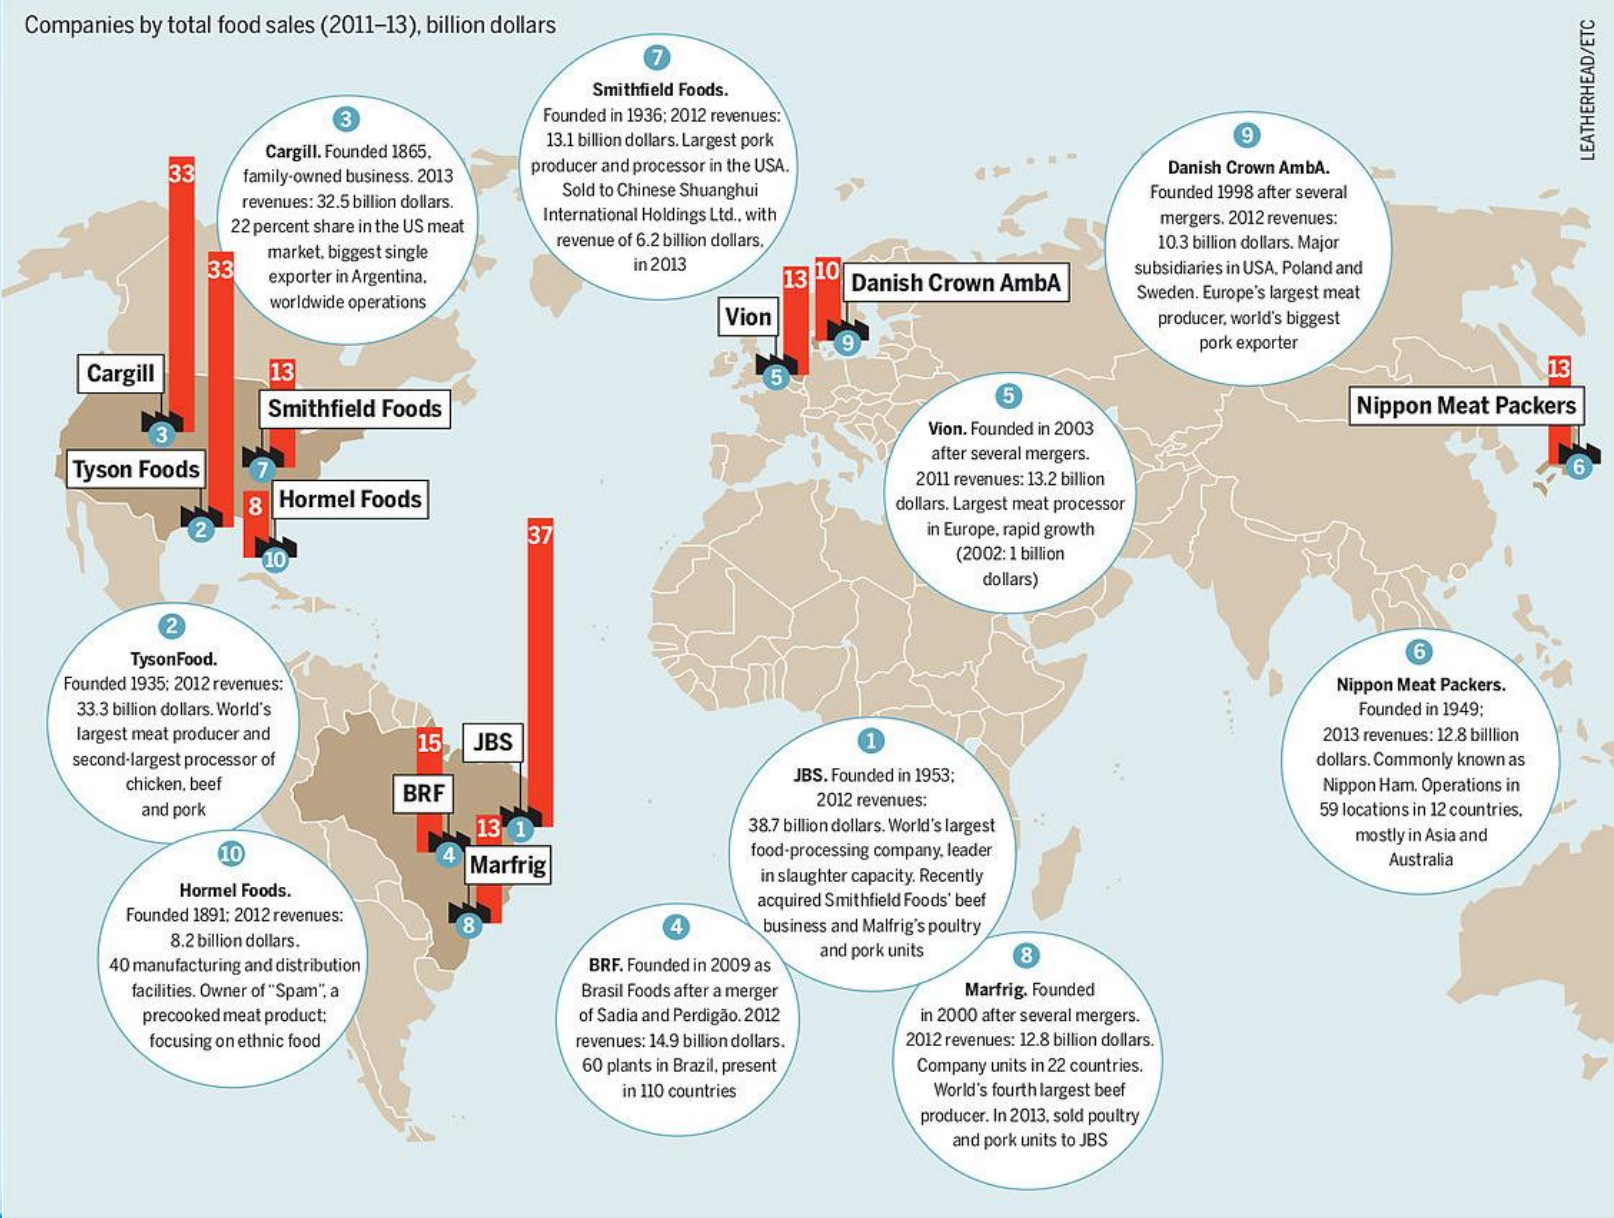 Companies by total food sales (2011–13), billion dollars
LEATHERHEAD/ETC
3
Cargill. Founded 1865,
family-owned business. 2013
revenues: 32.5 billion dollars.
22 percent share in the US meat
market, biggest single
exporter in Argentina,
worldwide operations
7
Smithfield Foods.
Founded in 1936; 2012 revenues:
13.1 billion dollars. Largest pork
producer and processor in the USA.
Sold to Chinese Shuanghui
International Holdings Ltd., with
revenue of 6.2 billion dollars,
in 2013
9
Danish Crown AmbA.
Founded 1998 after several
mergers. 2012 revenues:
10.3 billion dollars. Major
subsidiaries in USA, Poland and
Sweden. Europe's largest meat
producer, world's biggest
pork exporter
33
Cargill
3
33
Tyson Foods
2
13
Smithfield Foods
7
8
Hormel Foods
10
13
Vion
5
10
Danish Crown AmbA
9
13
Nippon Meat Packers
6
5
Vion. Founded in 2003
after several mergers.
2011 revenues: 13.2 billion
dollars. Largest meat processor
in Europe, rapid growth
(2002: 1 billion
dollars)
2
TysonFood.
Founded 1935; 2012 revenues:
33.3 billion dollars. World's
largest meat producer and
second-largest processor of
chicken, beef
and pork
37
JBS
1
15
BRF
4
13
Marfrig
8
6
Nippon Meat Packers.
Founded in 1949;
2013 revenues: 12.8 billlion
dollars. Commonly known as
Nippon Ham. Operations in
59 locations in 12 countries,
mostly in Asia and
Australia
1
JBS. Founded in 1953;
2012 revenues:
38.7 billion dollars. World's largest
food-processing company, leader
in slaughter capacity. Recently
acquired Smithfield Foods' beef
business and Malfrig's poultry
and pork units
10
Hormel Foods.
Founded 1891; 2012 revenues:
8.2 billion dollars.
40 manufacturing and distribution
facilities. Owner of “Spam”, a
precooked meat product;
focusing on ethnic food
4
BRF. Founded in 2009 as
Brasil Foods after a merger
of Sadia and Perdigão. 2012
revenues: 14.9 billion dollars.
60 plants in Brazil, present
in 110 countries
8
Marfrig. Founded
in 2000 after several mergers.
2012 revenues: 12.8 billion dollars.
Company units in 22 countries.
World's fourth largest beef
producer. In 2013, sold poultry
and pork units to JBS